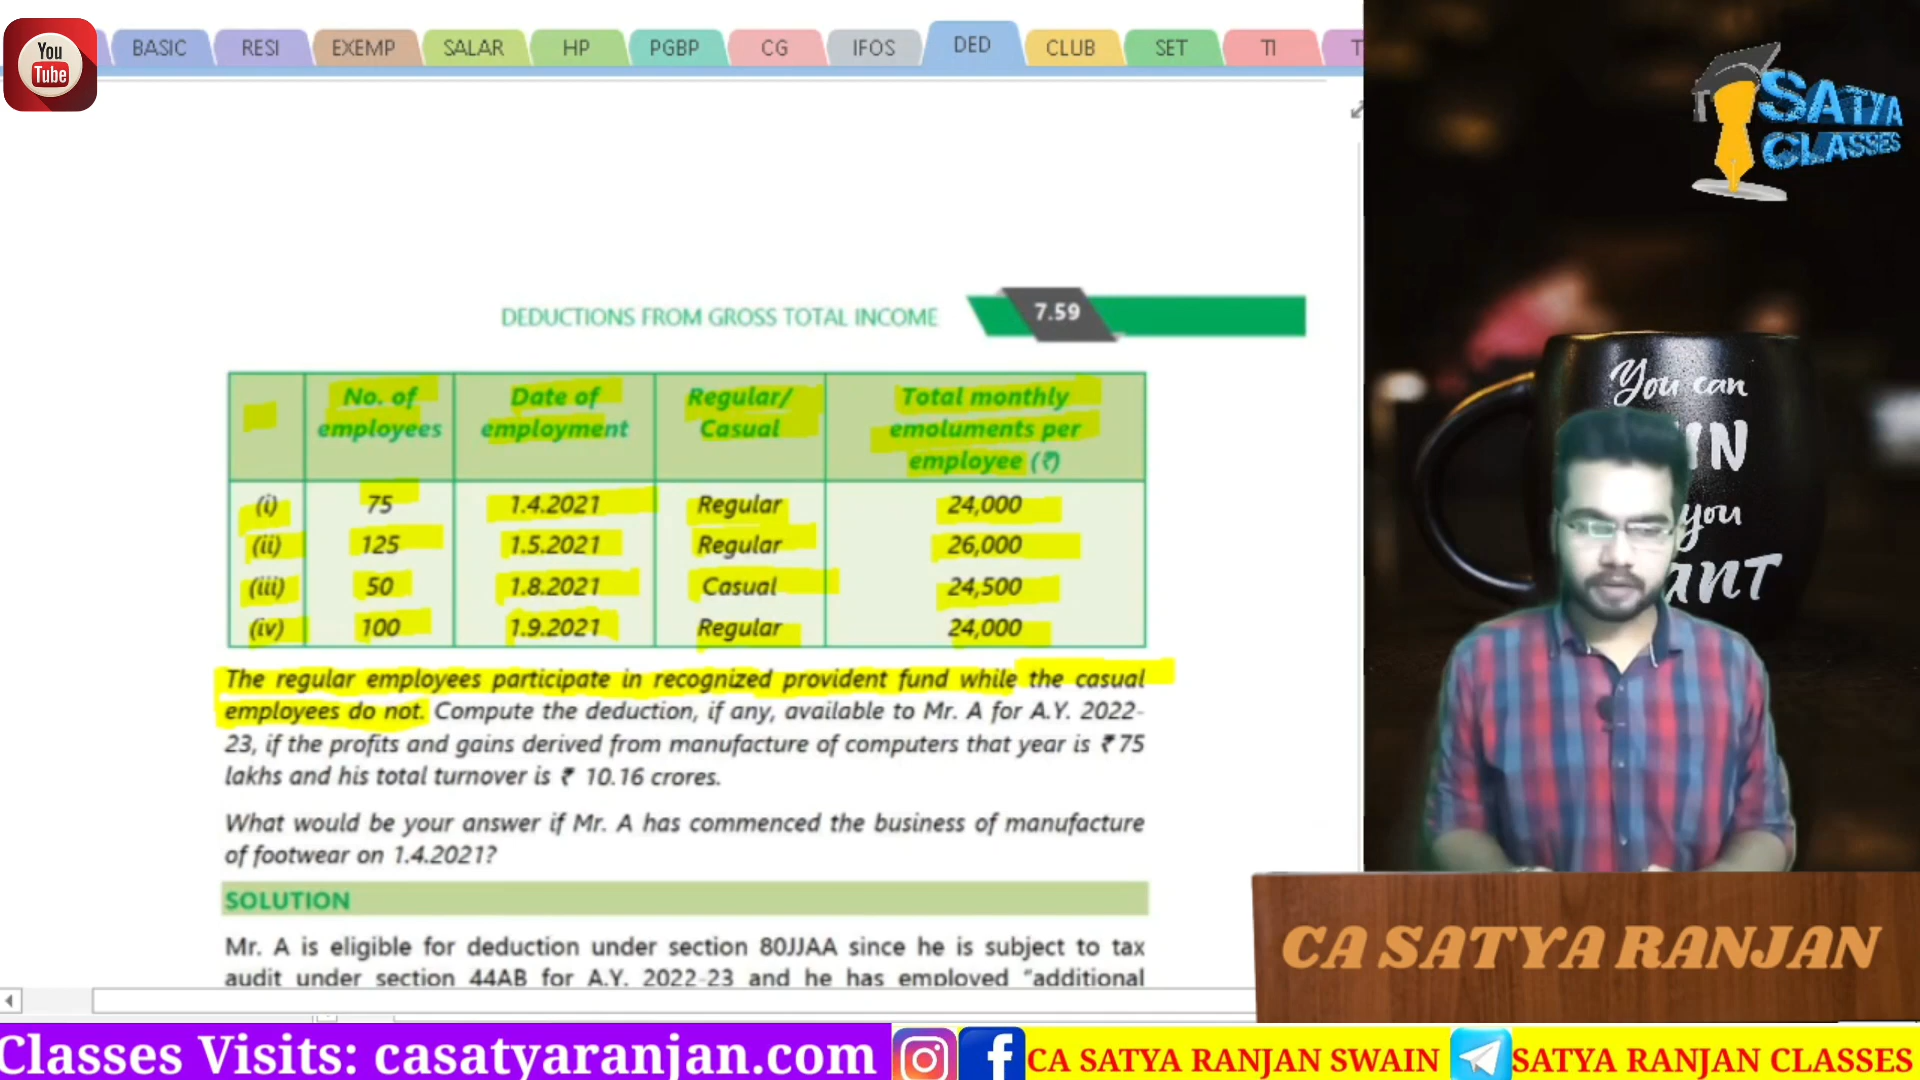 You
Tube
BASIC RESI EXEMP SALAR HP PGBP CG IFOS DED CLUB SET TI T
SATYA
CLASSES
DEDUCTIONS FROM GROSS TOTAL INCOME 7.59
No. of employees Date of employment Regular/ Casual Total monthly emoluments per employee (₹)
(i) 75 1.4.2021 Regular 24,000
(ii) 125 1.5.2021 Regular 26,000
(iii) 50 1.8.2021 Casual 24,500
(iv) 100 1.9.2021 Regular 24,000
The regular employees participate in recognized provident fund while the casual
employees do not. Compute the deduction, if any, available to Mr. A for A.Y. 2022-
23, if the profits and gains derived from manufacture of computers that year is ₹ 75
lakhs and his total turnover is ₹ 10.16 crores.
What would be your answer if Mr. A has commenced the business of manufacture
of footwear on 1.4.2021?
SOLUTION
Mr. A is eligible for deduction under section 80JJAA since he is subject to tax
audit under section 44AB for A.Y. 2022-23 and he has employed "additional
You can
you
CA SATYA RANJAN
Classes Visits: casatyaranjan.com
CA SATYA RANJAN SWAIN
SATYA RANJAN CLASSES